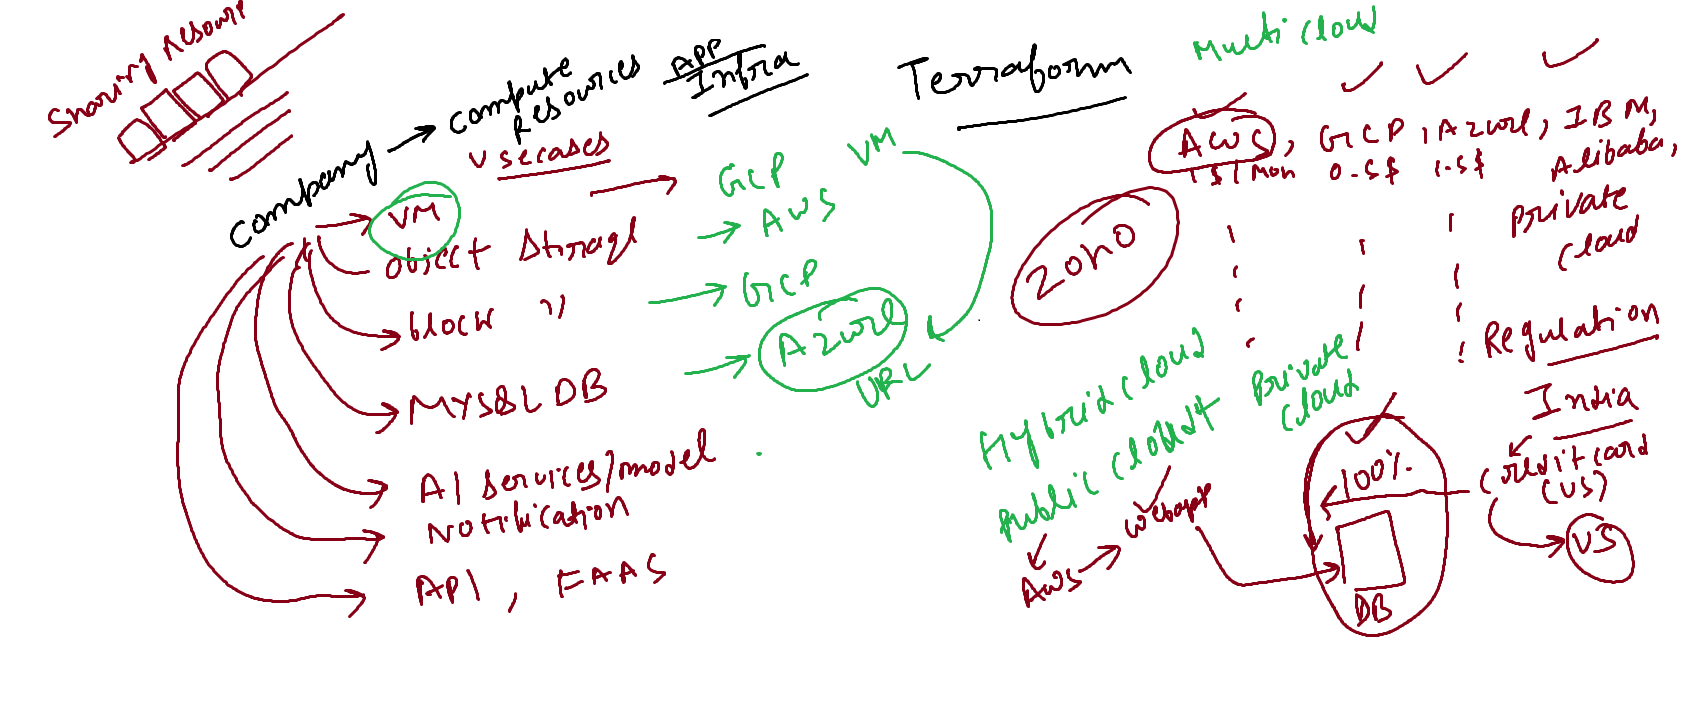 Sharing resour
company
compute
resources
APP
Infra
usecases
VM
object storage
block "
MYSQL DB
AI services/model
Notification
API, FAAS
GCP
AWS
GCP
Azure
URL
VM
Terraform
Multi cloud
AWS, GCP, Azure, IBM,
1$/Mon 0.5$ 1.5$
Alibaba,
Private
cloud
ZOHO
Hybrid cloud
Public cloud +
Private
cloud
AWS
webapp
100%
DB
Regulation
India
credit card
(US)
US